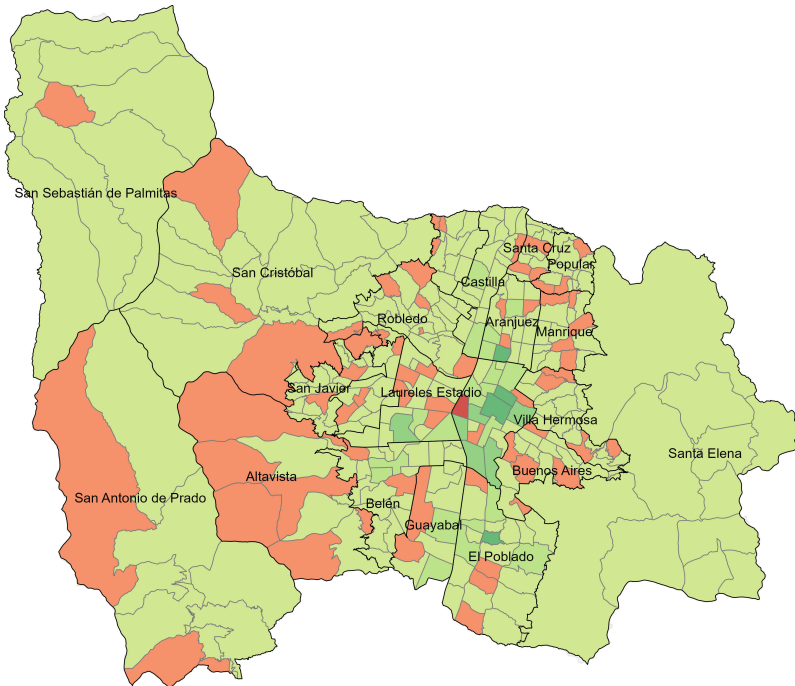 San Sebastián de Palmitas
San Cristóbal
Santa Cruz
Popular
Castilla
Robledo
Aranjuez
Manrique
San Javier
Laureles Estadio
Villa Hermosa
Santa Elena
Altavista
Buenos Aires
San Antonio de Prado
Belén
Guayabal
El Poblado